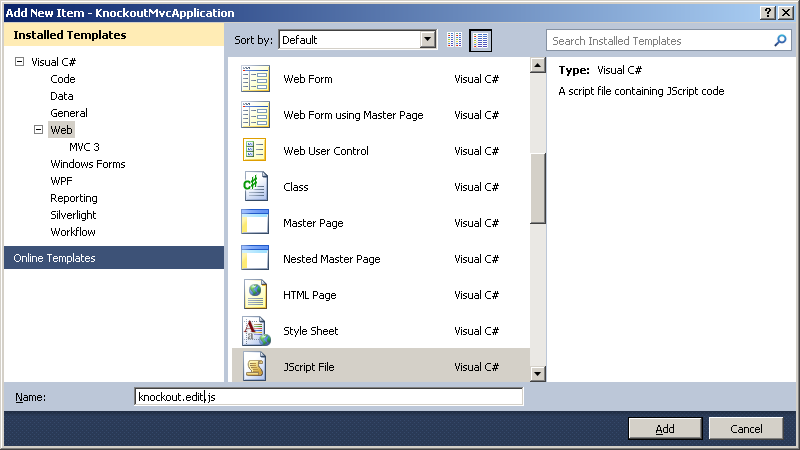 Add New Item - KnockoutMvcApplication
Installed Templates
Visual C#
Code
Data
General
Web
MVC 3
Windows Forms
WPF
Reporting
Silverlight
Workflow
Online Templates
Sort by: Default
Web Form Visual C#
Web Form using Master Page Visual C#
Web User Control Visual C#
Class Visual C#
Master Page Visual C#
Nested Master Page Visual C#
HTML Page Visual C#
Style Sheet Visual C#
JScript File Visual C#
Search Installed Templates
Type: Visual C#
A script file containing JScript code
Name: knockout.edit.js
Add Cancel